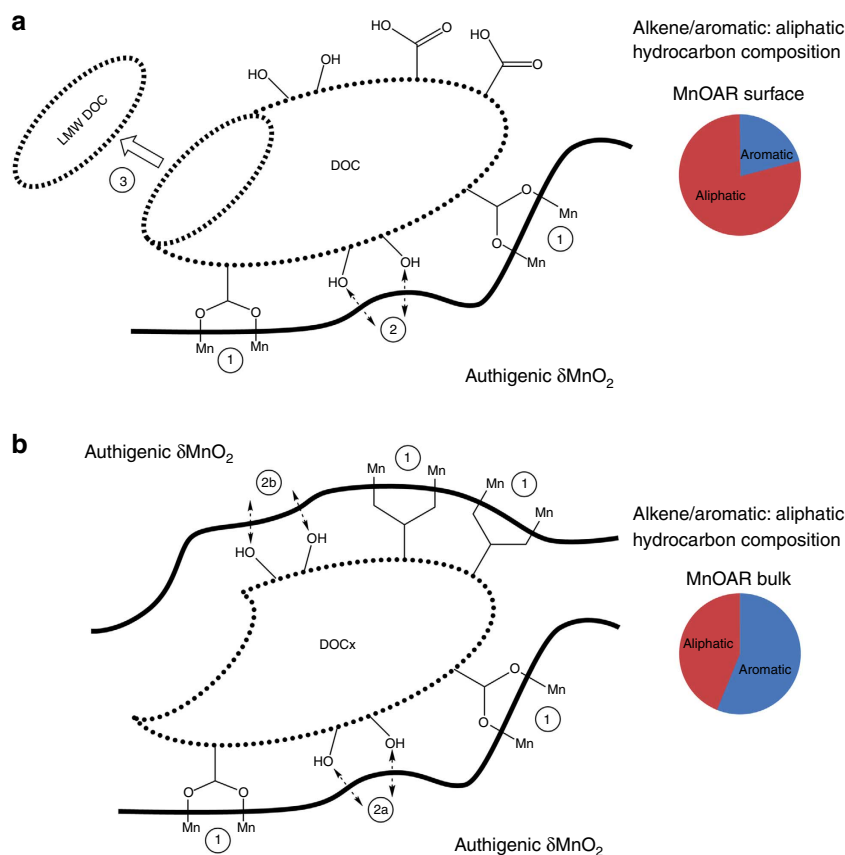 a
Alkene/aromatic: aliphatic
hydrocarbon composition
MnOAR surface
Aromatic
Aliphatic
HO
O
HO
O
HO
OH
LMW DOC
3
DOC
O
Mn
O
1
Mn
OH
HO
2
O
O
Mn
1
Mn
Authigenic δMnO₂
b
Authigenic δMnO₂
1
Mn
Mn
Mn
1
Mn
2b
HO
OH
Alkene/aromatic: aliphatic
hydrocarbon composition
MnOAR bulk
Aliphatic
Aromatic
DOCx
O
Mn
O
1
Mn
OH
HO
2a
O
O
Mn
1
Mn
Authigenic δMnO₂